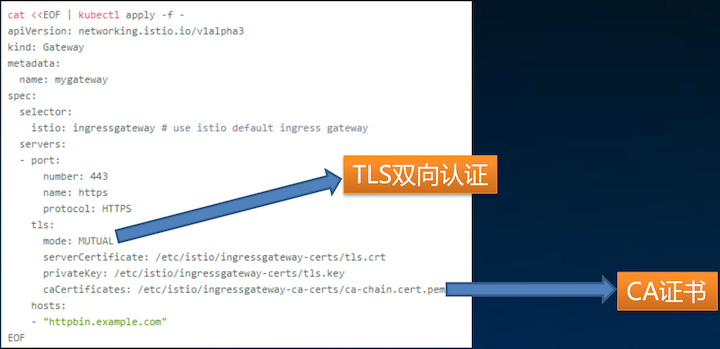 cat <<EOF | kubectl apply -f -
apiVersion: networking.istio.io/v1alpha3
kind: Gateway
metadata:
  name: mygateway
spec:
  selector:
    istio: ingressgateway # use istio default ingress gateway
  servers:
  - port:
      number: 443
      name: https
      protocol: HTTPS
    tls:
      mode: MUTUAL
      serverCertificate: /etc/istio/ingressgateway-certs/tls.crt
      privateKey: /etc/istio/ingressgateway-certs/tls.key
      caCertificates: /etc/istio/ingressgateway-ca-certs/ca-chain.cert.pem
    hosts:
    - "httpbin.example.com"
EOF
TLS双向认证
CA证书